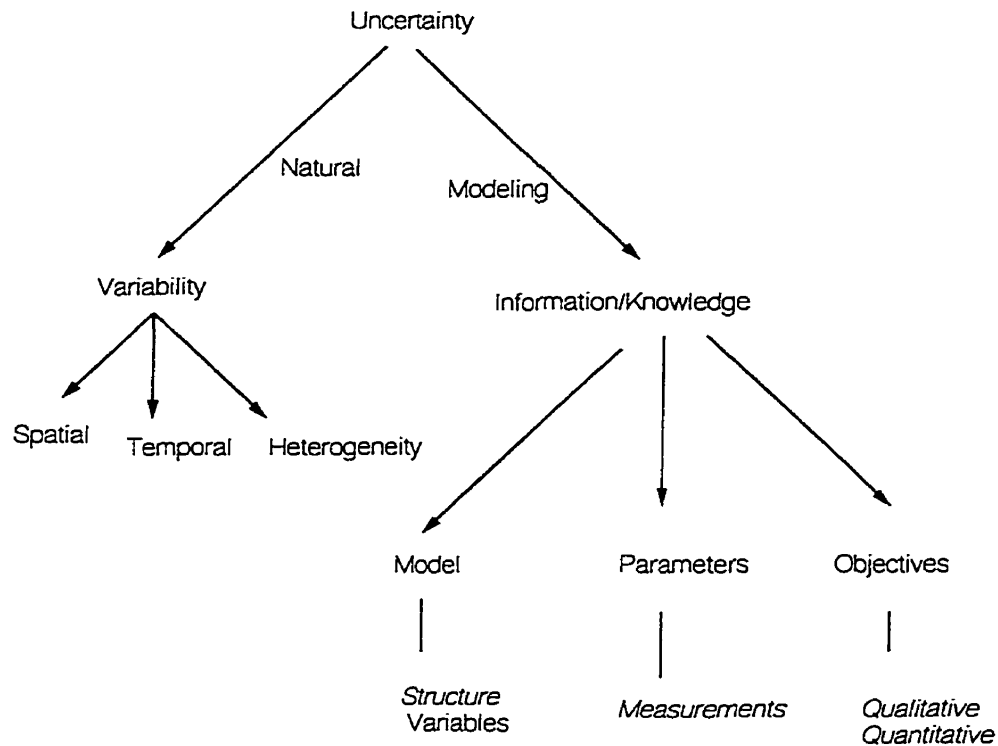 Uncertainty
Natural
Modeling
Variability
Information/Knowledge
Spatial
Temporal
Heterogeneity
Model
Parameters
Objectives
Structure
Variables
Measurements
Qualitative
Quantitative